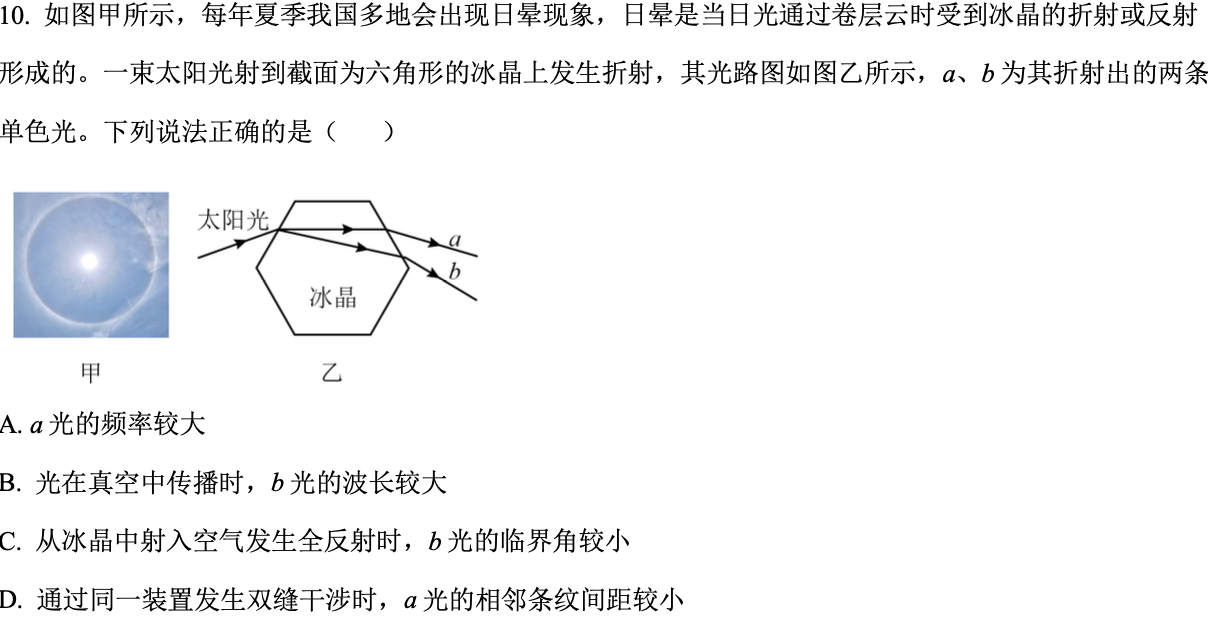 10. 如图甲所示，每年夏季我国多地会出现日晕现象，日晕是当日光通过卷层云时受到冰晶的折射或反射
形成的。一束太阳光射到截面为六角形的冰晶上发生折射，其光路图如图乙所示，a、b 为其折射出的两条
单色光。下列说法正确的是（　　）
太阳光
a
b
冰晶
甲
乙
A. a 光的频率较大
B. 光在真空中传播时，b 光的波长较大
C. 从冰晶中射入空气发生全反射时，b 光的临界角较小
D. 通过同一装置发生双缝干涉时，a 光的相邻条纹间距较小